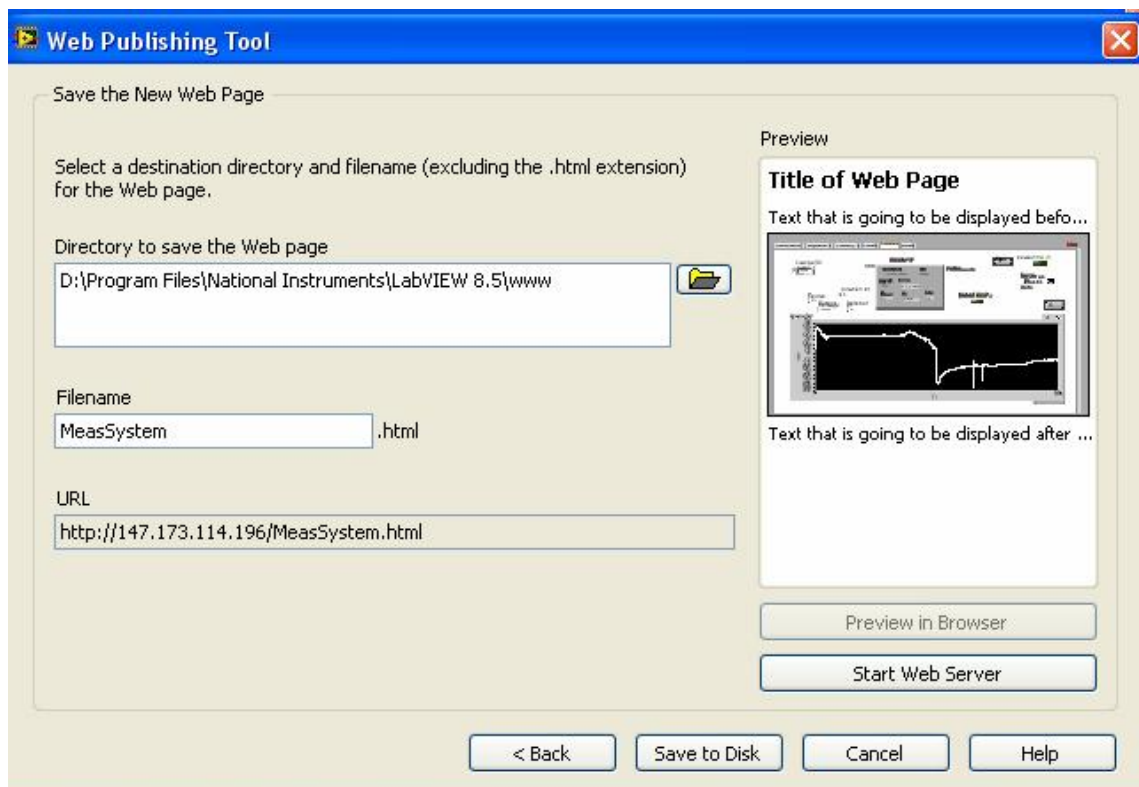 Web Publishing Tool
Save the New Web Page
Select a destination directory and filename (excluding the .html extension)
for the Web page.
Directory to save the Web page
D:\Program Files\National Instruments\LabVIEW 8.5\www
Filename
MeasSystem
.html
URL
http://147.173.114.196/MeasSystem.html
Preview
Title of Web Page
Text that is going to be displayed befo...
Text that is going to be displayed after ...
Preview in Browser
Start Web Server
< Back
Save to Disk
Cancel
Help